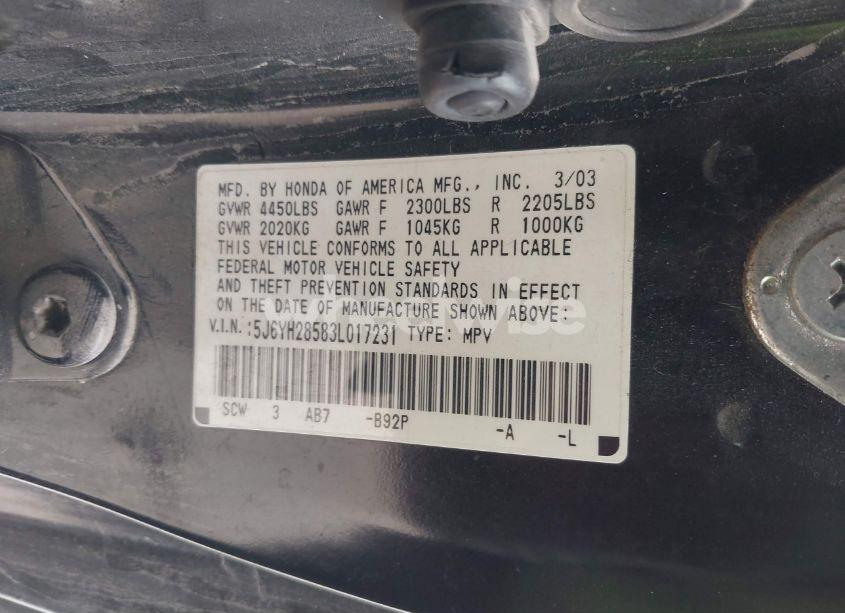 MFD. BY HONDA OF AMERICA MFG., INC. 3/03
GVWR 4450LBS GAWR F 2300LBS R 2205LBS
GVWR 2020KG GAWR F 1045KG R 1000KG
THIS VEHICLE CONFORMS TO ALL APPLICABLE
FEDERAL MOTOR VEHICLE SAFETY
AND THEFT PREVENTION STANDARDS IN EFFECT
ON THE DATE OF MANUFACTURE SHOWN ABOVE:
V.I.N.:5J6YH28583L017231 TYPE: MPV
SCW 3 AB7 -B92P -A -L